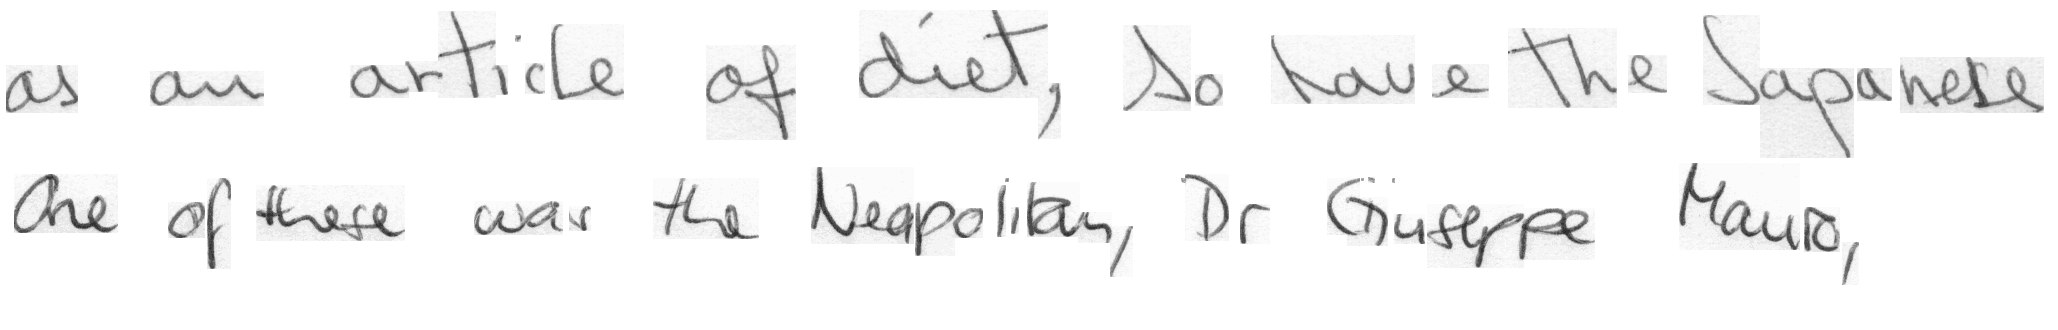 as an article of diet, So have the Japanese
One of these was the Neapolitan, Dr Giuseppe Mauro,